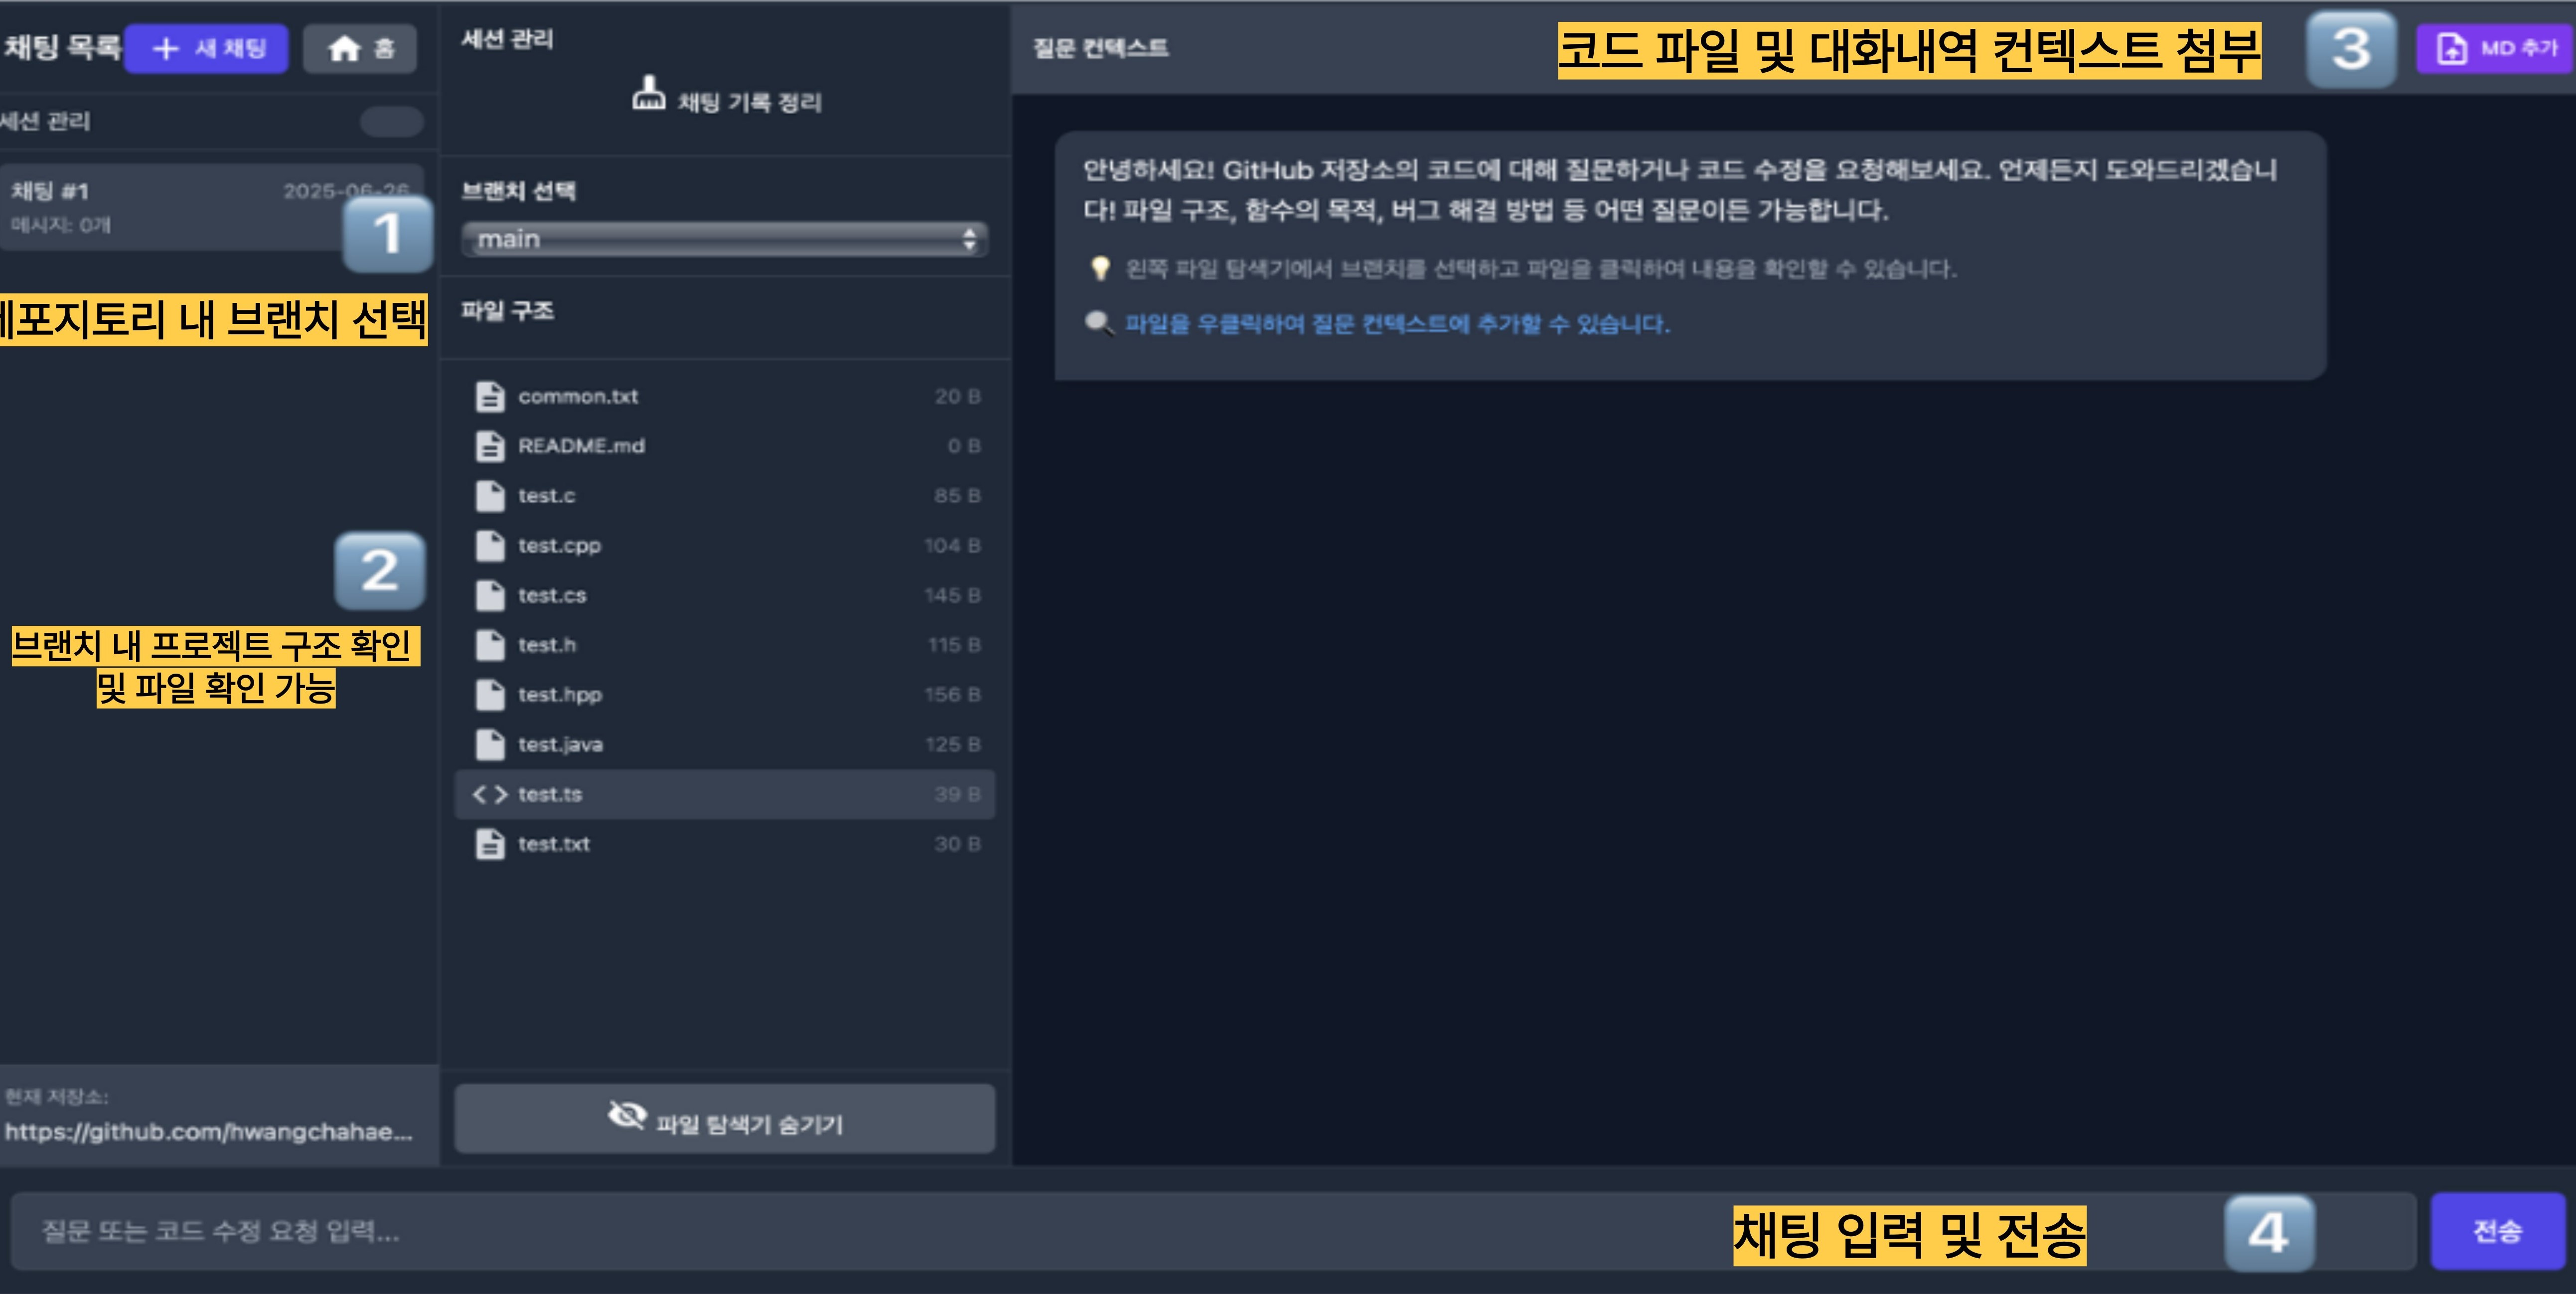 채팅 목록
+ 새 채팅
홈
세션 관리
채팅 #1
2025-06-26
메시지: 0개
1
레포지토리 내 브랜치 선택
2
브랜치 내 프로젝트 구조 확인
및 파일 확인 가능
현재 저장소:
https://github.com/hwangchahae...
세션 관리
채팅 기록 정리
브랜치 선택
main
파일 구조
common.txt 20 B
README.md 0 B
test.c 85 B
test.cpp 104 B
test.cs 145 B
test.h 115 B
test.hpp 156 B
test.java 125 B
test.ts 39 B
test.txt 30 B
파일 탐색기 숨기기
질문 컨텍스트
코드 파일 및 대화내역 컨텍스트 첨부
3
MD 추가
안녕하세요! GitHub 저장소의 코드에 대해 질문하거나 코드 수정을 요청해보세요. 언제든지 도와드리겠습니
다! 파일 구조, 함수의 목적, 버그 해결 방법 등 어떤 질문이든 가능합니다.
왼쪽 파일 탐색기에서 브랜치를 선택하고 파일을 클릭하여 내용을 확인할 수 있습니다.
파일을 우클릭하여 질문 컨텍스트에 추가할 수 있습니다.
질문 또는 코드 수정 요청 입력...
채팅 입력 및 전송
4
전송